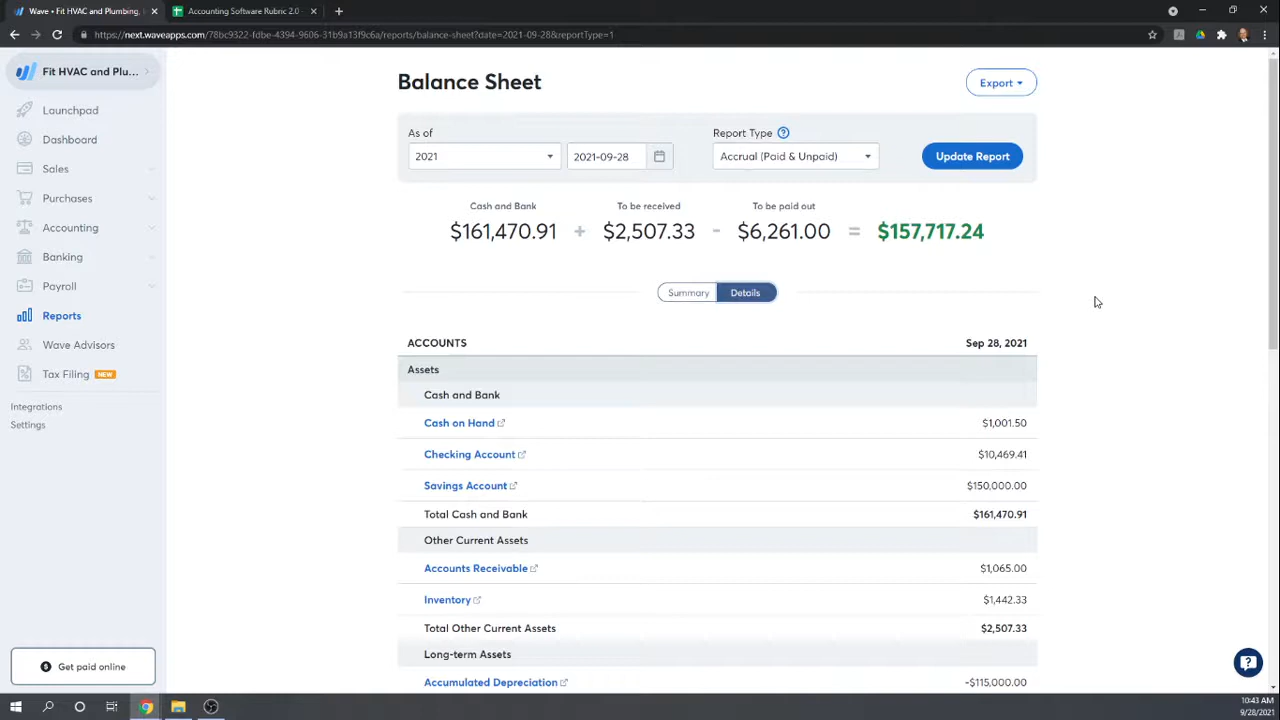 Wave • Fit HVAC and Plumbing,
Accounting Software Rubric 2.0 -
https://next.waveapps.com/78bc9322-fdbe-4394-9606-31b9a13f9c6a/reports/balance-sheet?date=2021-09-28&reportType=1
Fit HVAC and Plu...
Launchpad
Dashboard
Sales
Purchases
Accounting
Banking
Payroll
Reports
Wave Advisors
Tax Filing NEW
Integrations
Settings
Get paid online
Balance Sheet
Export
As of
Report Type
2021 2021-09-28 Accrual (Paid & Unpaid) Update Report
Cash and Bank To be received To be paid out
$161,470.91 + $2,507.33 - $6,261.00 = $157,717.24
Summary Details
ACCOUNTS Sep 28, 2021
Assets
Cash and Bank
Cash on Hand $1,001.50
Checking Account $10,469.41
Savings Account $150,000.00
Total Cash and Bank $161,470.91
Other Current Assets
Accounts Receivable $1,065.00
Inventory $1,442.33
Total Other Current Assets $2,507.33
Long-term Assets
Accumulated Depreciation -$115,000.00
10:43 AM
9/28/2021